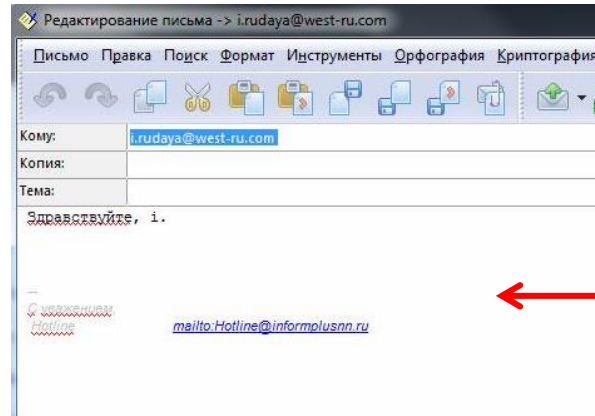 Редактирование письма -> i.rudaya@west-ru.com
Письмо Правка Поиск Формат Инструменты Орфография Криптография
Кому: i.rudaya@west-ru.com
Копия:
Тема:
Здравствуйте, i.
--
С уважением
Hotline mailto:Hotline@informplusnn.ru